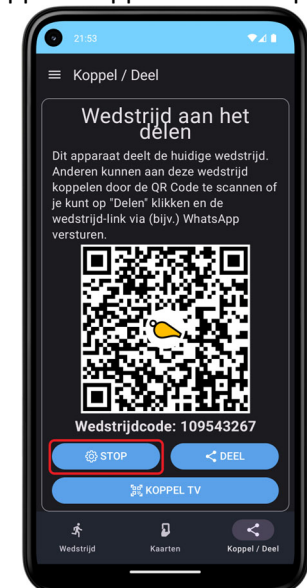 21:53
Koppel / Deel
Wedstrijd aan het
delen
Dit apparaat deelt de huidige wedstrijd.
Anderen kunnen aan deze wedstrijd
koppelen door de QR Code te scannen of
je kunt op "Delen" klikken en de
wedstrijd-link via (bijv.) WhatsApp
versturen.
Wedstrijdcode: 109543267
STOP DEEL
KOPPEL TV
Wedstrijd Kaarten Koppel / Deel